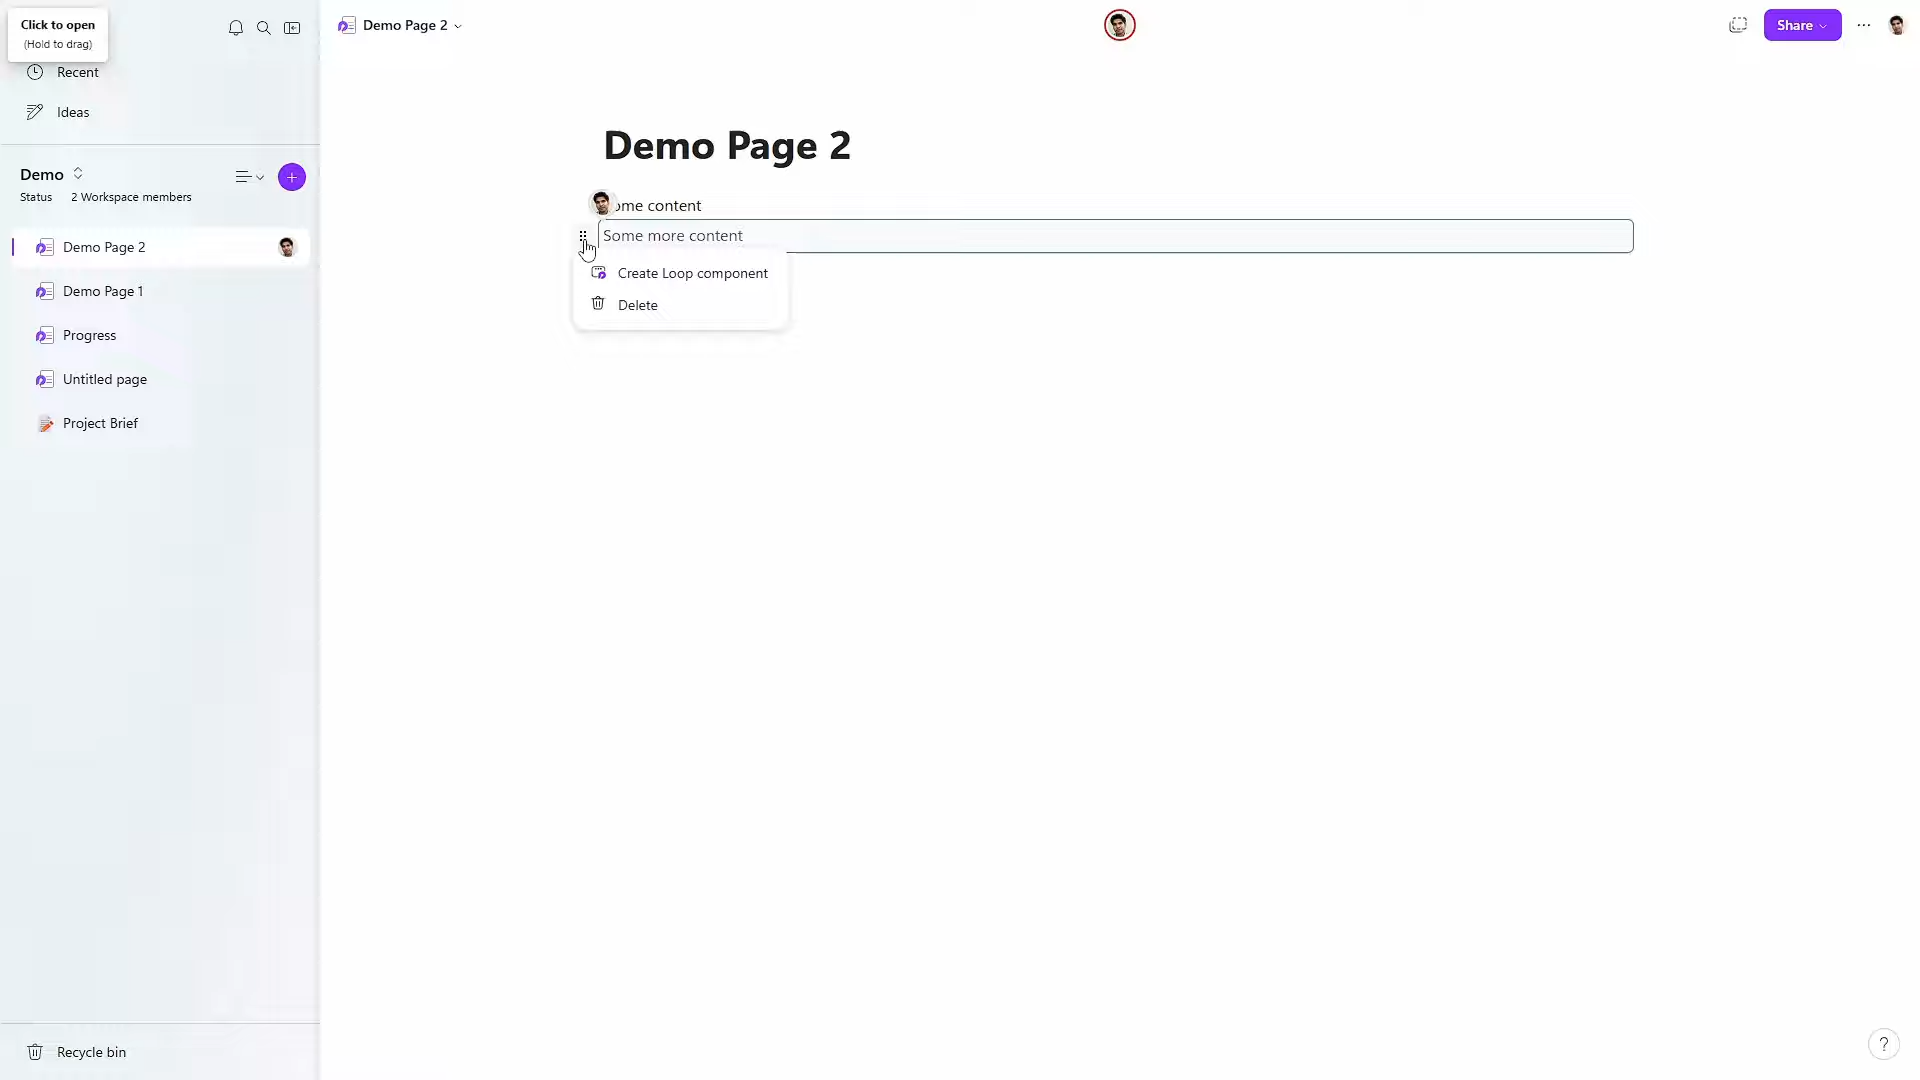 Click to open
(Hold to drag)
Recent
Ideas
Demo
Status 2 Workspace members
Demo Page 2
Demo Page 1
Progress
Untitled page
Project Brief
Recycle bin
Demo Page 2
Share
Demo Page 2
ome content
Some more content
Create Loop component
Delete
?